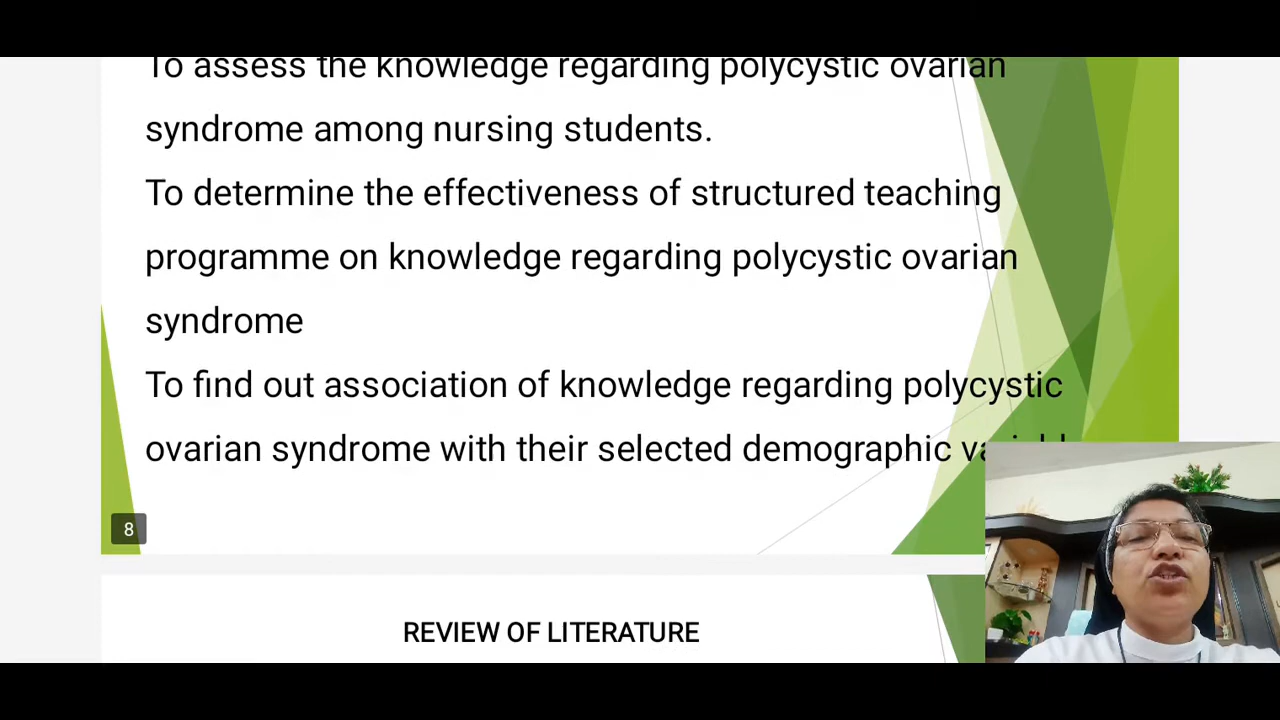 To assess the knowledge regarding polycystic ovarian
syndrome among nursing students.
To determine the effectiveness of structured teaching
programme on knowledge regarding polycystic ovarian
syndrome
To find out association of knowledge regarding polycystic
ovarian syndrome with their selected demographic
8
REVIEW OF LITERATURE